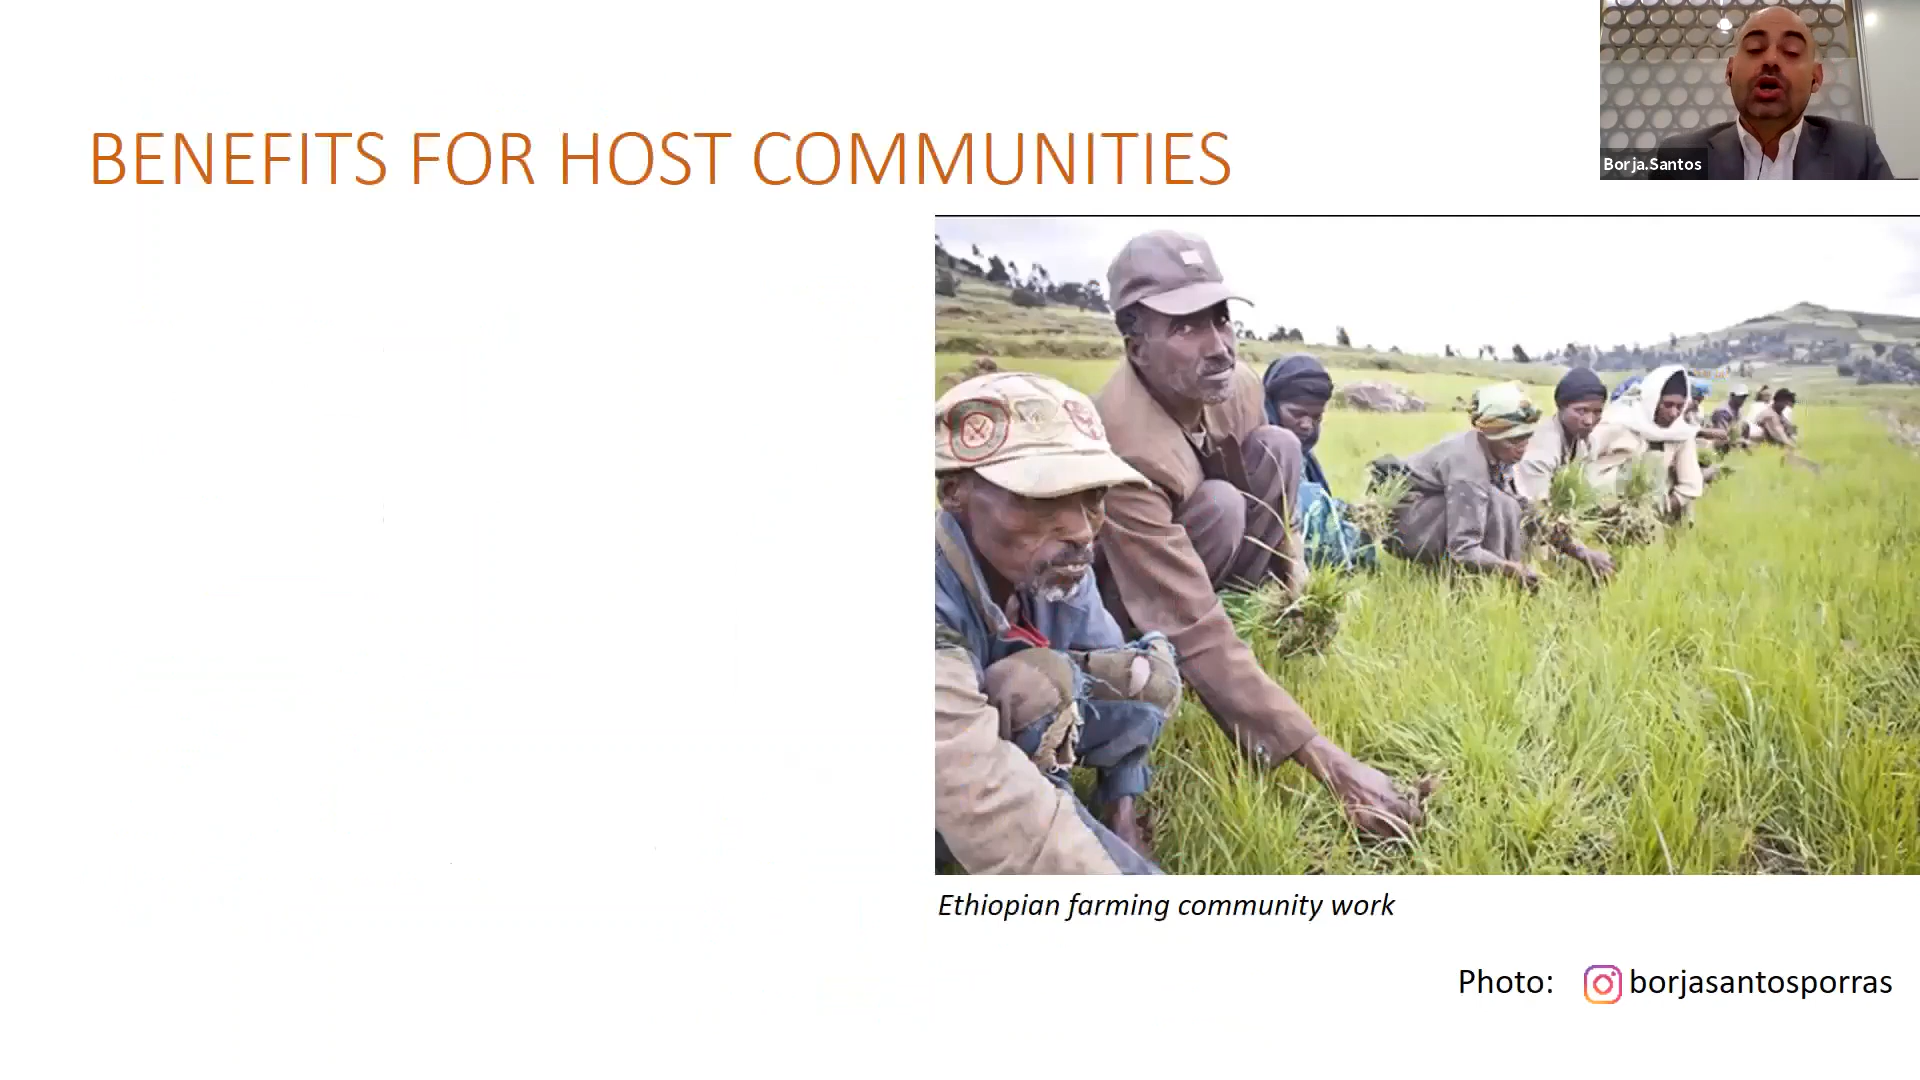 Borja.Santos
BENEFITS FOR HOST COMMUNITIES
Ethiopian farming community work
Photo: borjasantosporras